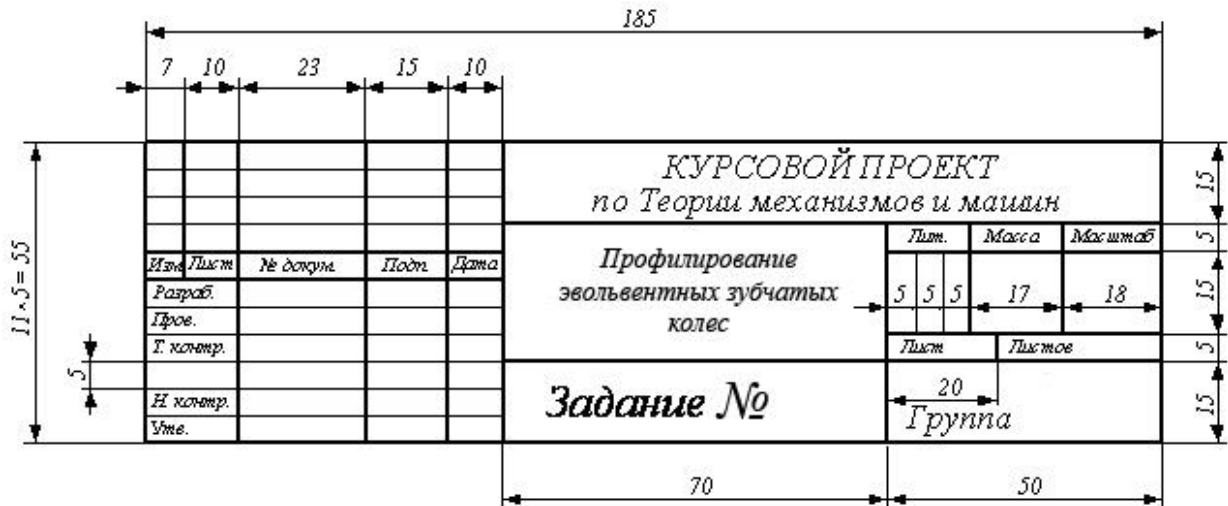 185
7 10 23 15 10
КУРСОВОЙ ПРОЕКТ
по Теории механизмов и машин
15
11×5=55
Лит. Масса Масштаб
5
Изм Лист № докум. Подп. Дата
Профилирование
эвольвентных зубчатых
колес
5 5 5 17 18
15
Разраб.
Пров.
Т. контр.
Лист Листов
5
5
Задание №
20
Группа
15
Н. контр.
Утв.
70 50